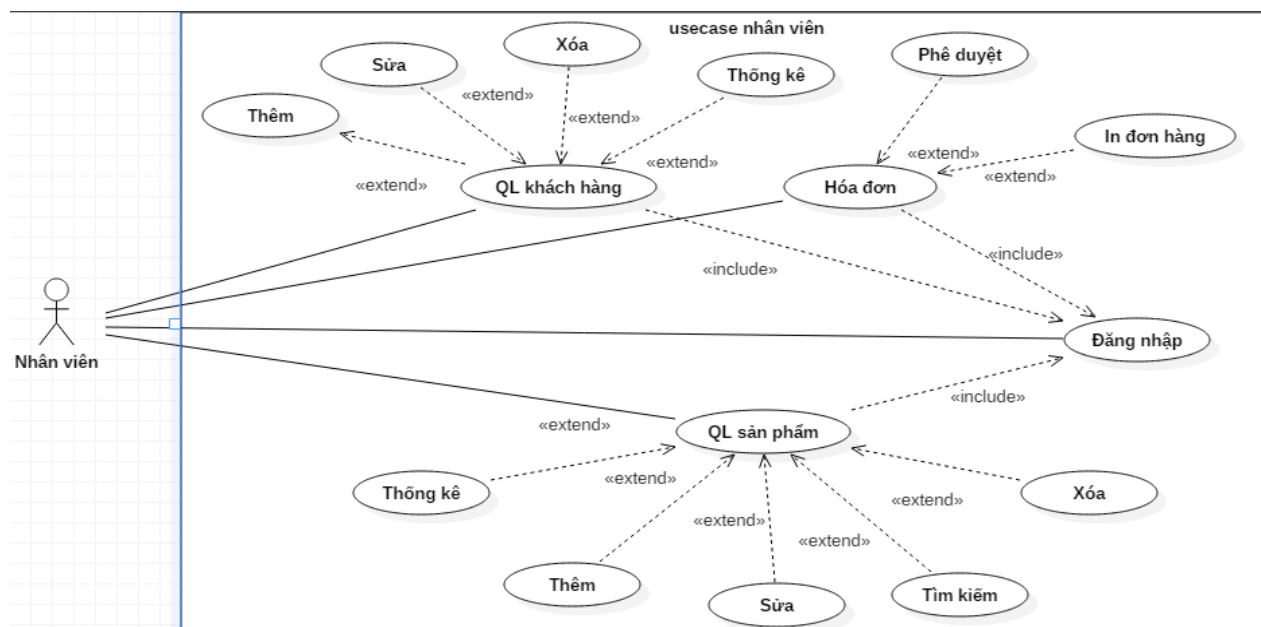 usecase nhân viên
Xóa
Sửa
Phê duyệt
Thống kê
«extend»
Thêm
«extend»
In đơn hàng
«extend»
«extend»
«extend»
«extend»
QL khách hàng
Hóa đơn
«include»
«include»
Đăng nhập
Nhân viên
«include»
«extend»
QL sản phẩm
«extend»
Thống kê
«extend»
Xóa
«extend»
«extend»
Thêm
Sửa
Tìm kiếm